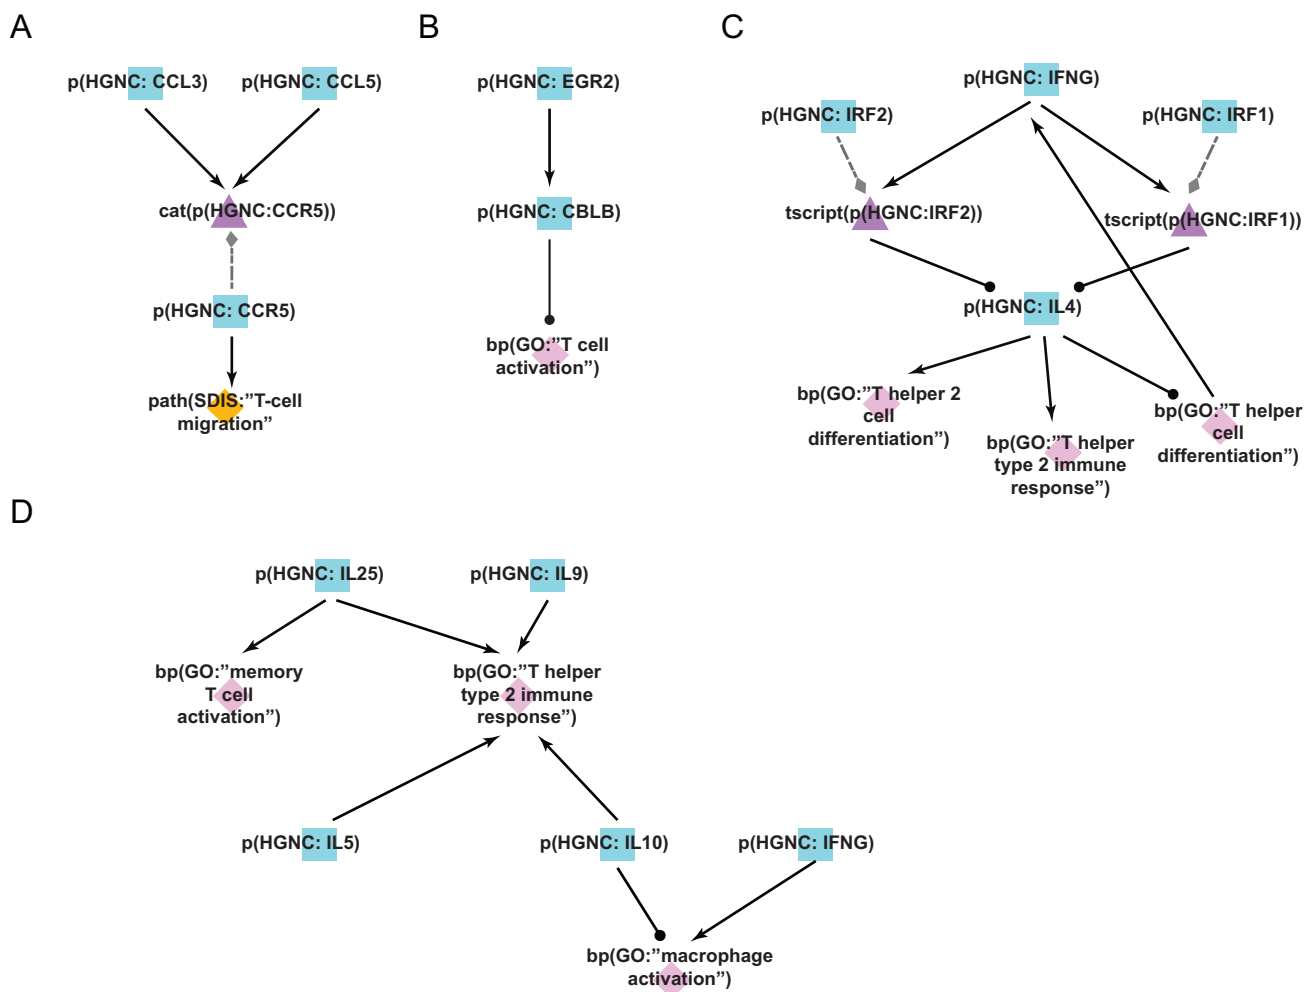 A
B
C
p(HGNC: CCL3)
p(HGNC: CCL5)
cat(p(HGNC:CCR5))
p(HGNC: CCR5)
path(SDIS:”T-cell
migration”
p(HGNC: EGR2)
p(HGNC: CBLB)
bp(GO:”T cell
activation”)
p(HGNC: IFNG)
p(HGNC: IRF2)
p(HGNC: IRF1)
tscript(p(HGNC:IRF2))
tscript(p(HGNC:IRF1))
p(HGNC: IL4)
bp(GO:”T helper 2
cell
differentiation”)
bp(GO:”T helper
type 2 immune
response”)
bp(GO:”T helper
cell
differentiation”)
D
p(HGNC: IL25)
p(HGNC: IL9)
bp(GO:”memory
T cell
activation”)
bp(GO:”T helper
type 2 immune
response”)
p(HGNC: IL5)
p(HGNC: IL10)
p(HGNC: IFNG)
bp(GO:”macrophage
activation”)